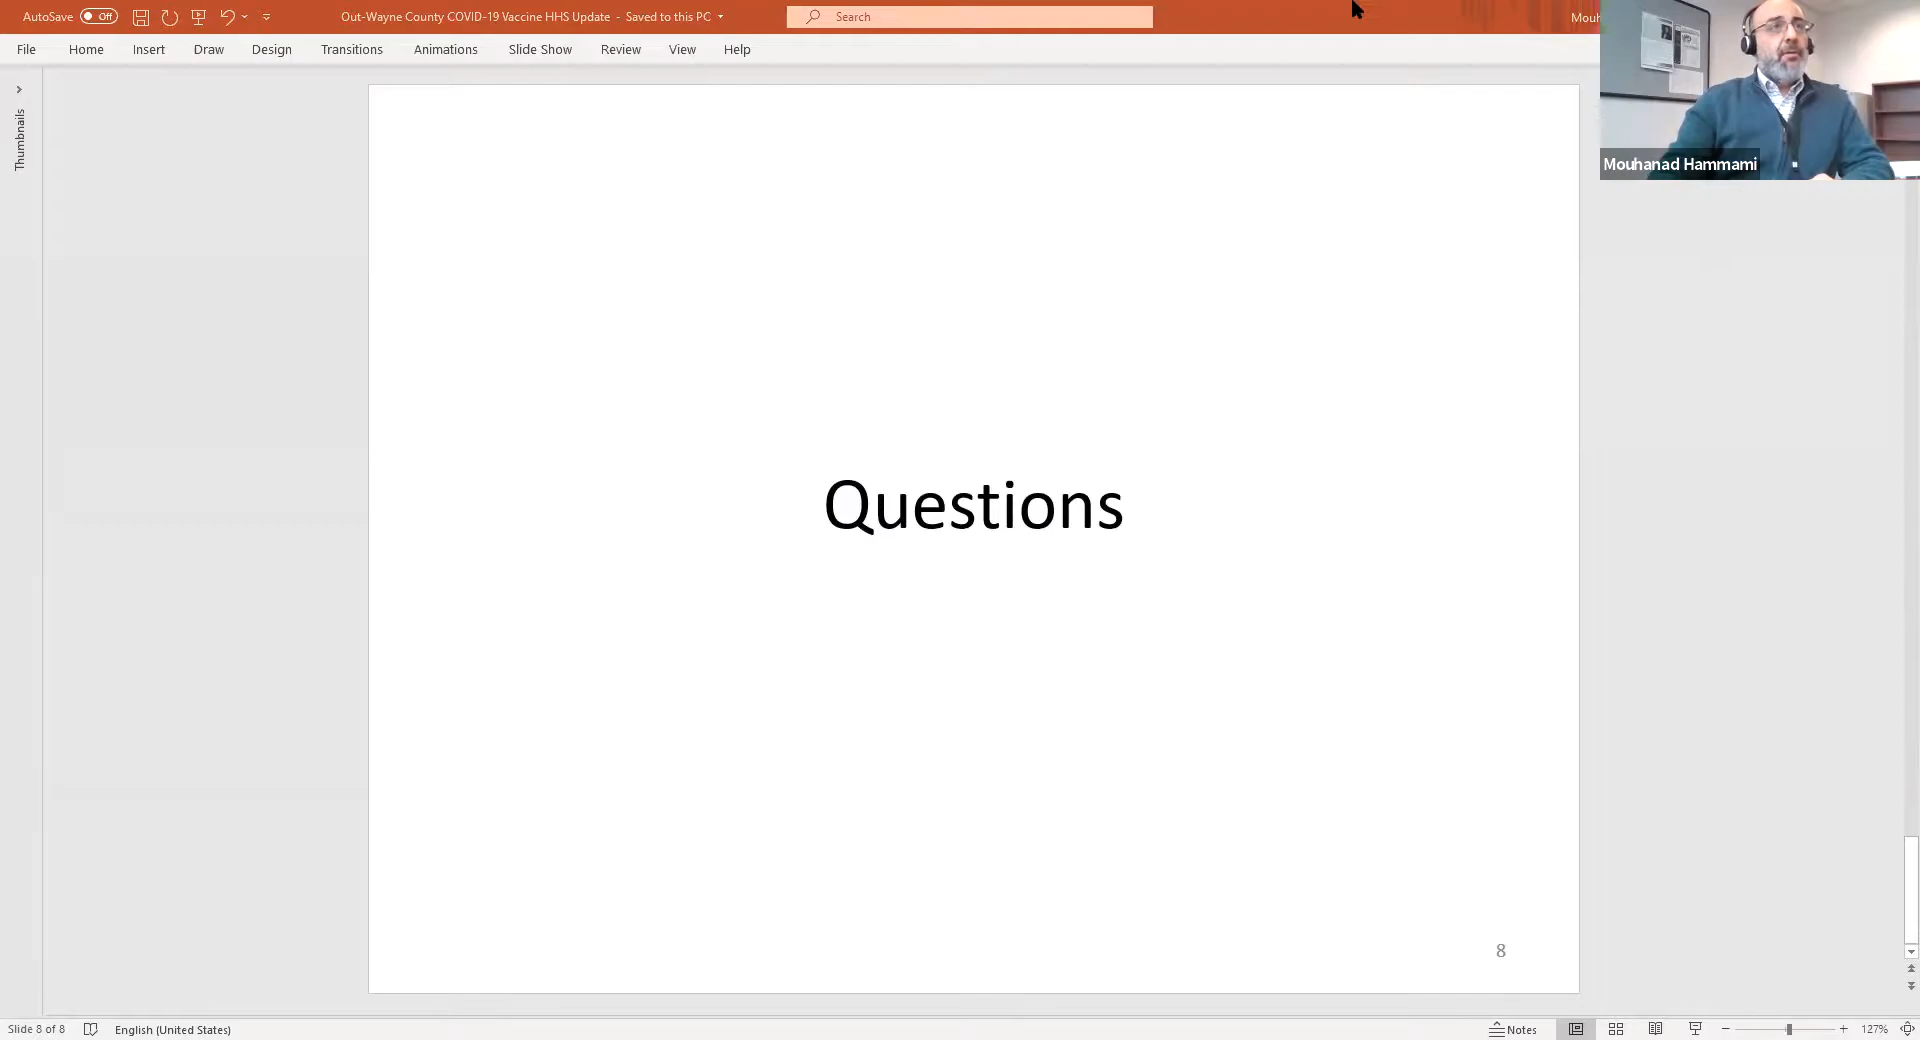 AutoSave Off Out-Wayne County COVID-19 Vaccine HHS Update - Saved to this PC Search Mouh
File Home Insert Draw Design Transitions Animations Slide Show Review View Help
Mouhanad Hammami
Thumbnails
Questions
8
Slide 8 of 8 English (United States) Notes 127%